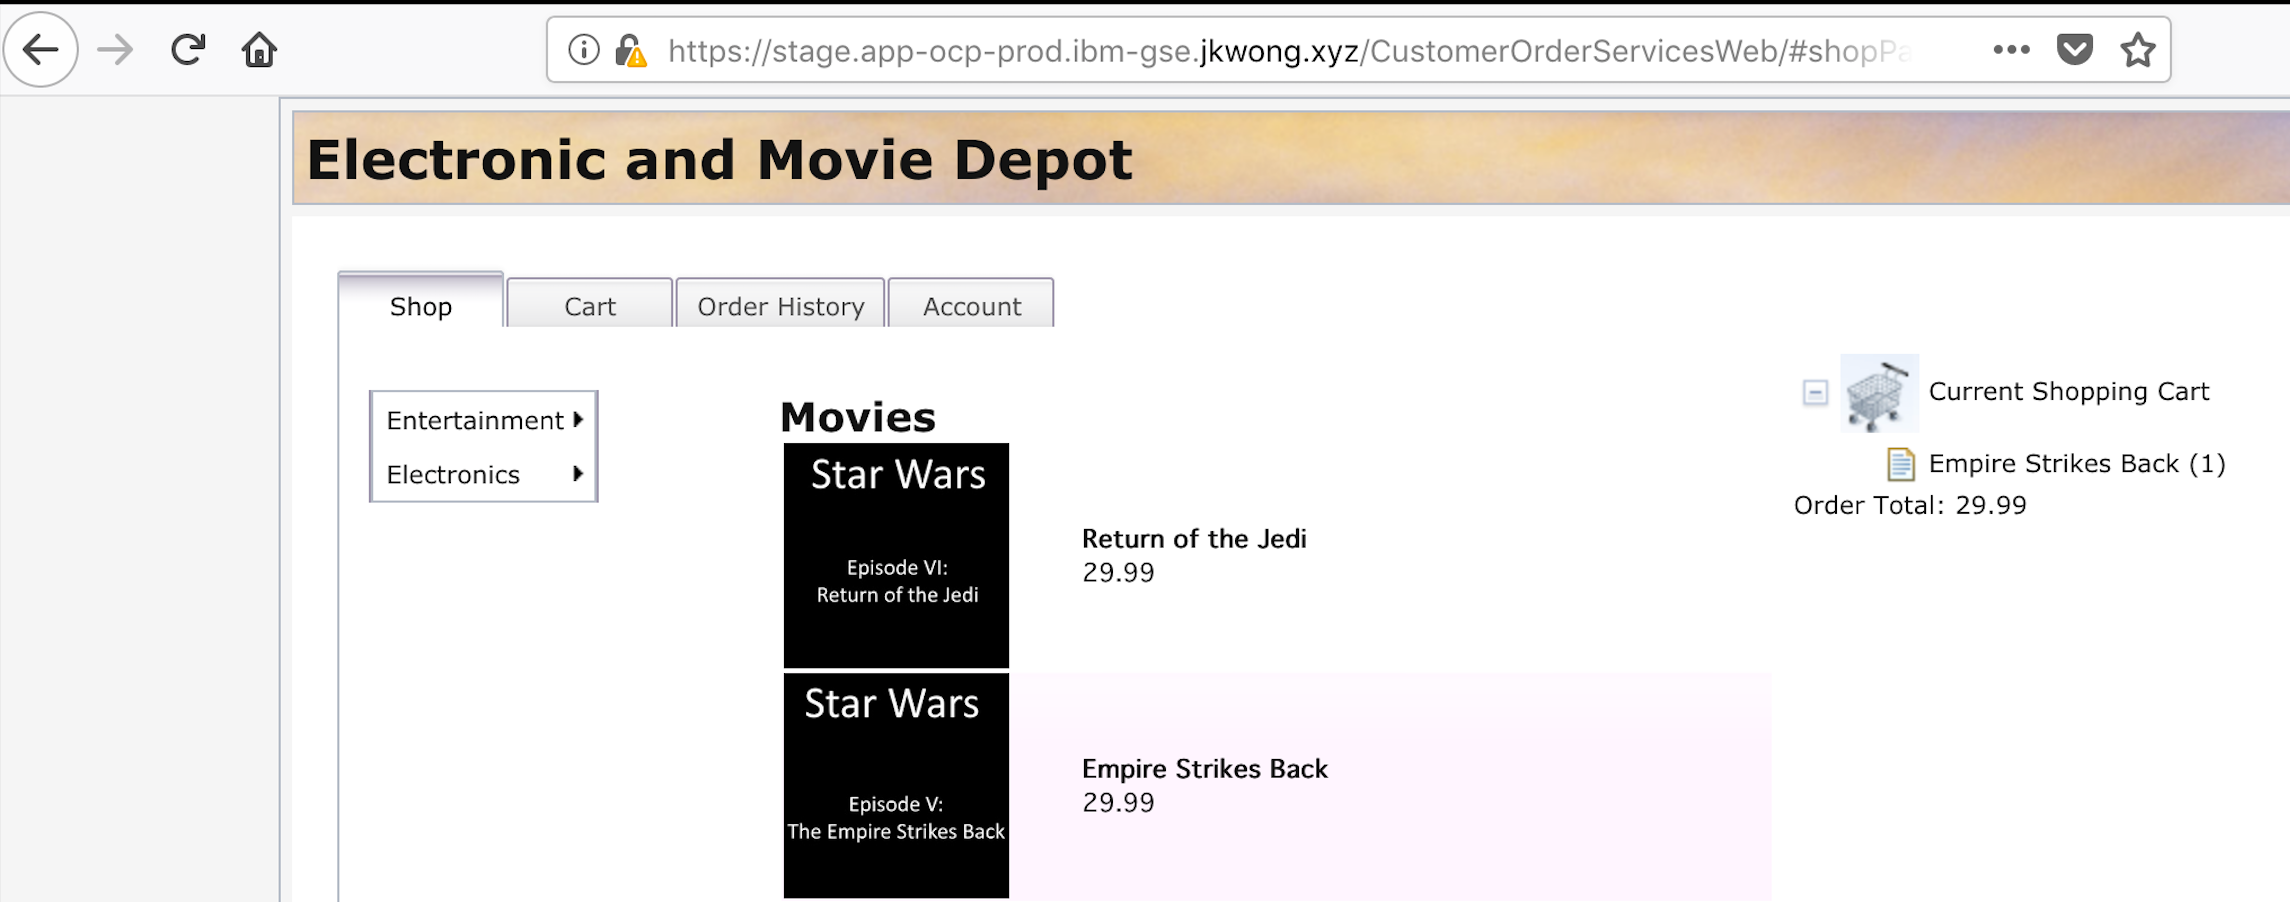 https://stage.app-ocp-prod.ibm-gse.jkwong.xyz/CustomerOrderServicesWeb/#shopPa
Electronic and Movie Depot
Shop
Cart
Order History
Account
Entertainment
Electronics
Movies
Star Wars
Episode VI:
Return of the Jedi
Return of the Jedi
29.99
Star Wars
Episode V:
The Empire Strikes Back
Empire Strikes Back
29.99
Current Shopping Cart
Empire Strikes Back (1)
Order Total: 29.99